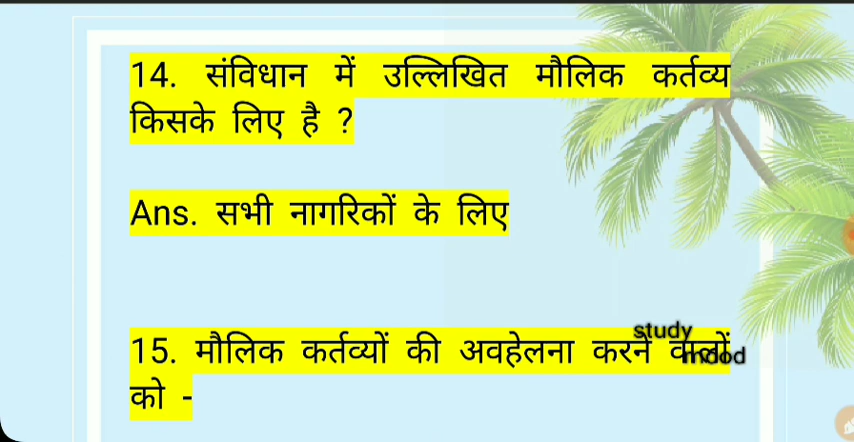 14. संविधान में उल्लिखित मौलिक कर्तव्य
किसके लिए है ?
Ans. सभी नागरिकों के लिए
study
15. मौलिक कर्तव्यों की अवहेलना करने वालों
mood
को -